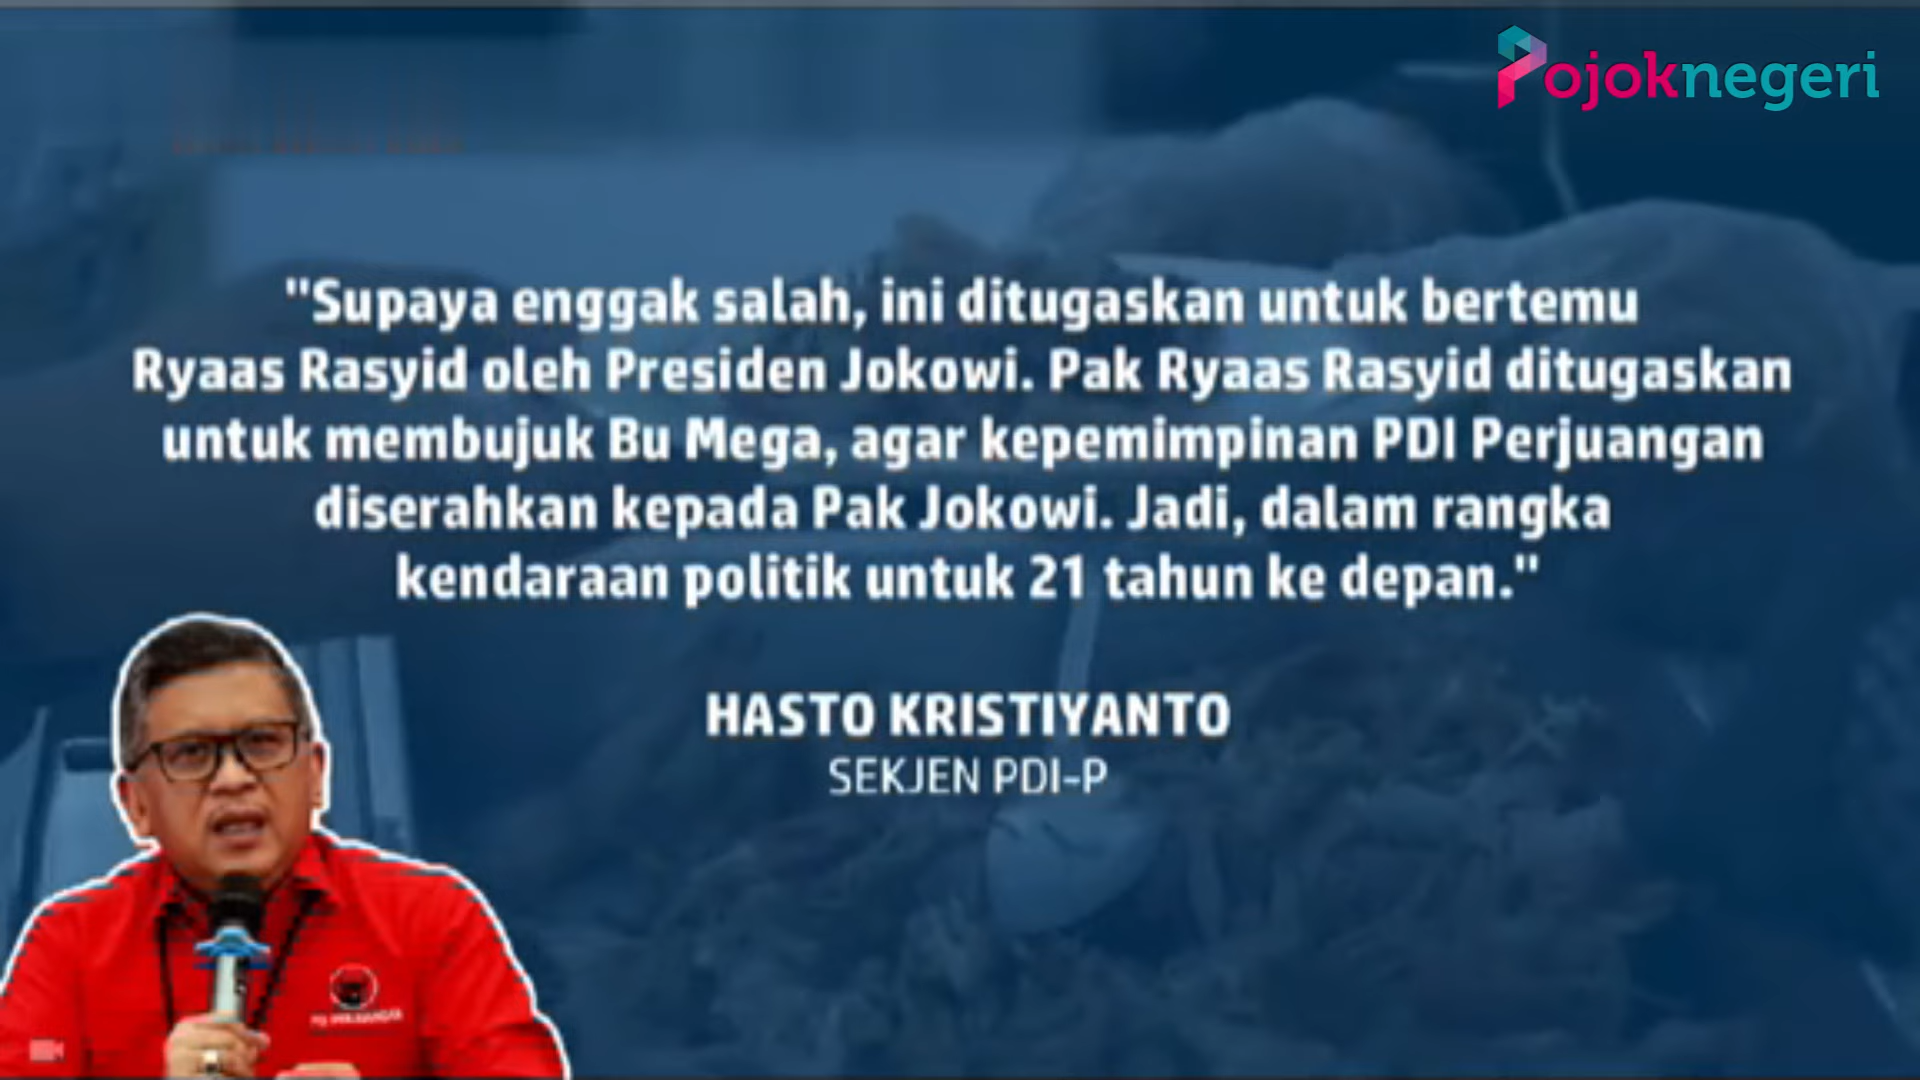 Pojoknegeri
"Supaya enggak salah, ini ditugaskan untuk bertemu
Ryaas Rasyid oleh Presiden Jokowi. Pak Ryaas Rasyid ditugaskan
untuk membujuk Bu Mega, agar kepemimpinan PDI Perjuangan
diserahkan kepada Pak Jokowi. Jadi, dalam rangka
kendaraan politik untuk 21 tahun ke depan."
HASTO KRISTIYANTO
SEKJEN PDI-P